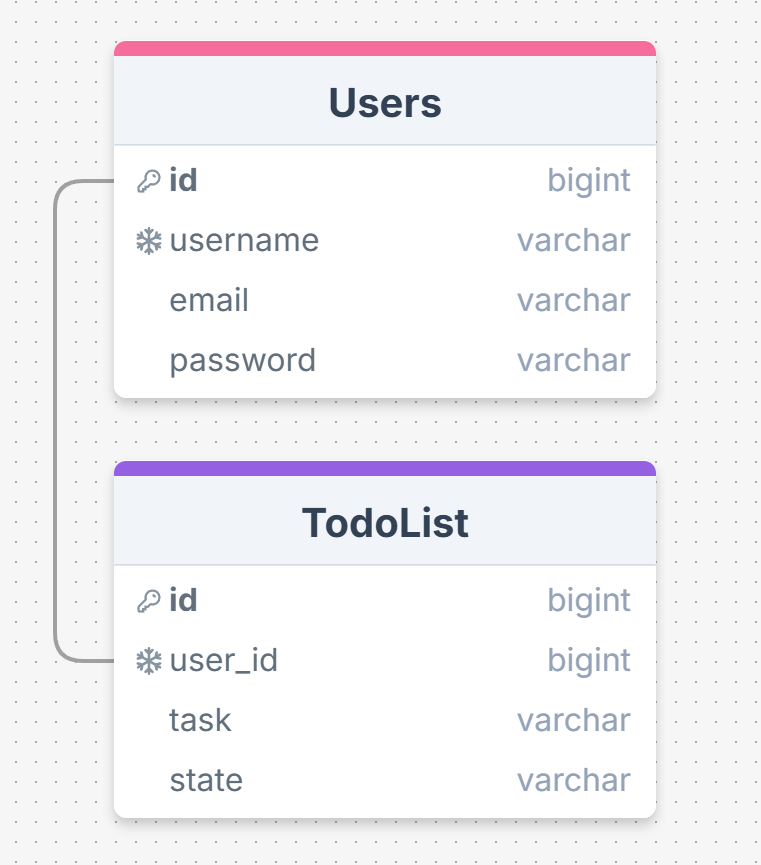 Users
id bigint
username varchar
email varchar
password varchar
TodoList
id bigint
user_id bigint
task varchar
state varchar